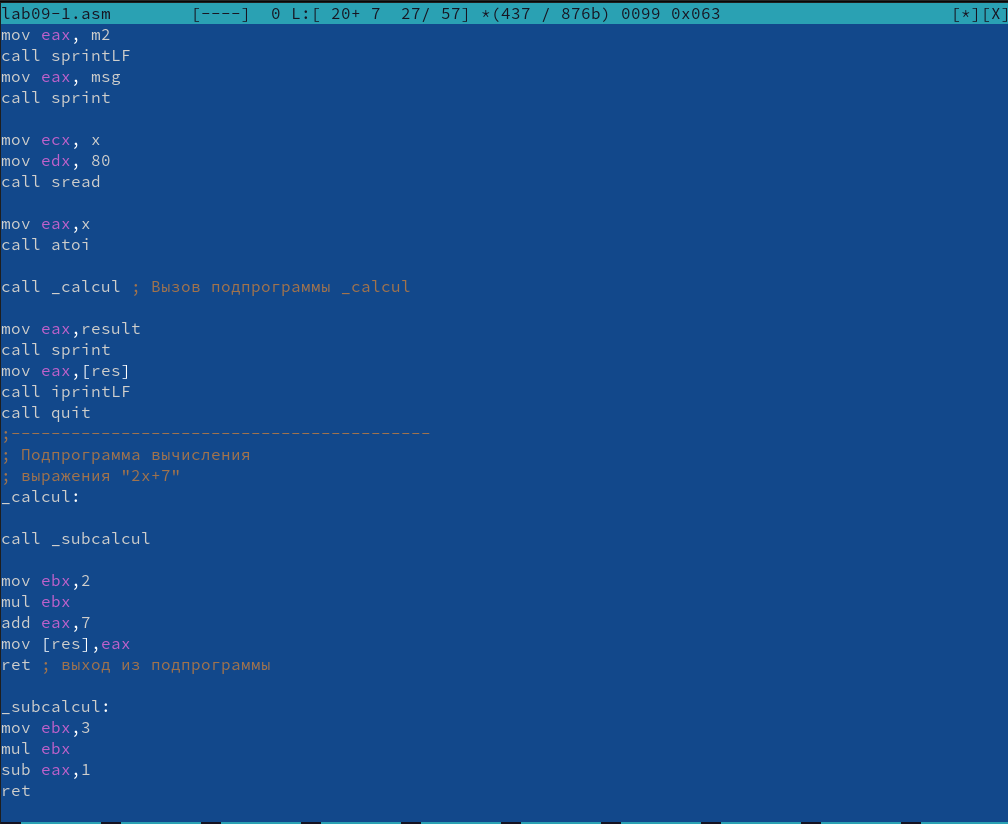 lab09-1.asm [----] 0 L:[ 20+ 7 27/ 57] *(437 / 876b) 0099 0x063 [*][X]
mov eax, m2
call sprintLF
mov eax, msg
call sprint
mov ecx, x
mov edx, 80
call sread
mov eax,x
call atoi
call _calcul ; Вызов подпрограммы _calcul
mov eax,result
call sprint
mov eax,[res]
call iprintLF
call quit
;------------------------------------------
; Подпрограмма вычисления
; выражения "2x+7"
_calcul:
call _subcalcul
mov ebx,2
mul ebx
add eax,7
mov [res],eax
ret ; выход из подпрограммы
_subcalcul:
mov ebx,3
mul ebx
sub eax,1
ret